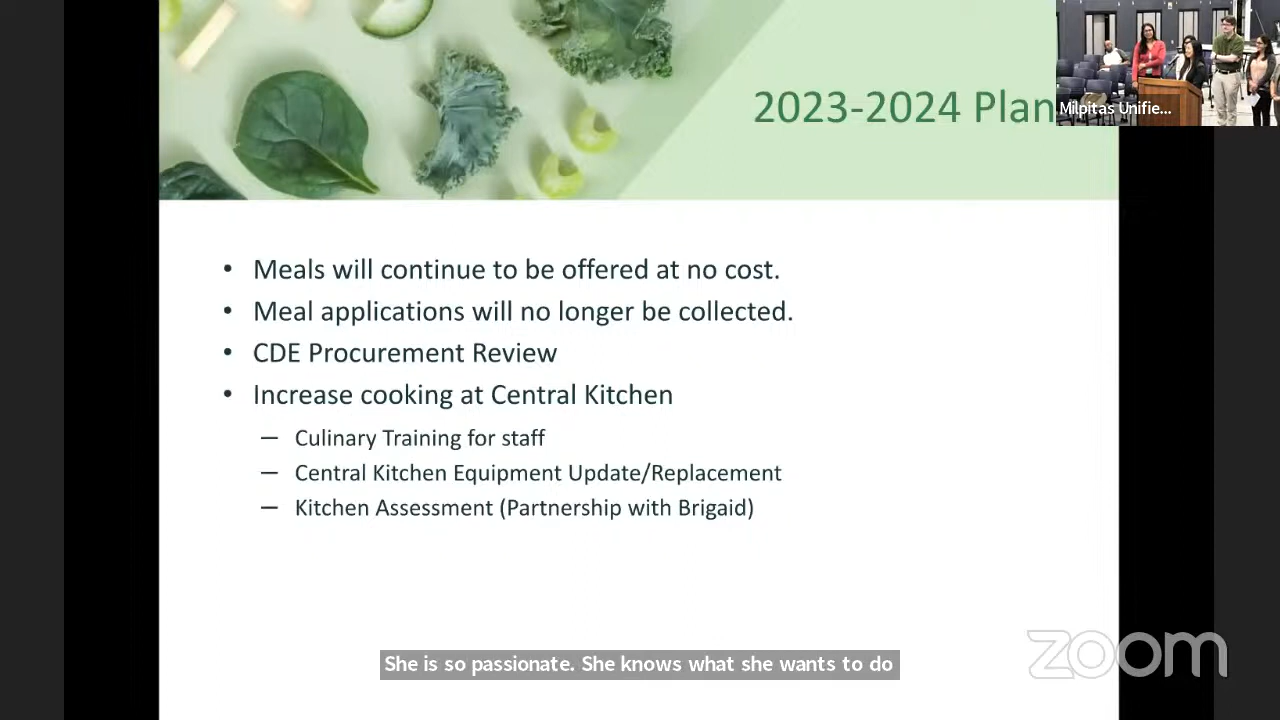 2023-2024 Plan
Milpitas Unifie...
• Meals will continue to be offered at no cost.
• Meal applications will no longer be collected.
• CDE Procurement Review
• Increase cooking at Central Kitchen
— Culinary Training for staff
— Central Kitchen Equipment Update/Replacement
— Kitchen Assessment (Partnership with Brigaid)
She is so passionate. She knows what she wants to do
zoom